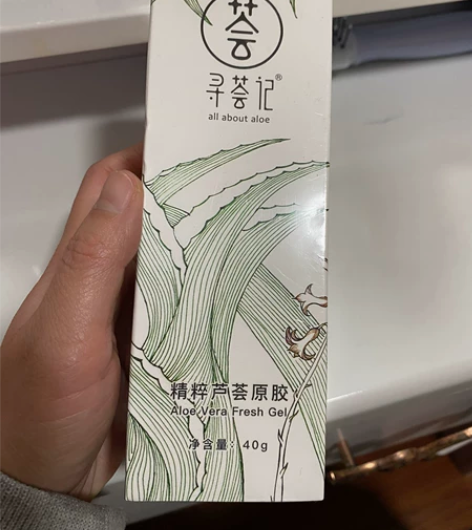 荟
寻荟记®
all about aloe
精粹芦荟原胶
Aloe Vera Fresh Gel
净含量: 40g